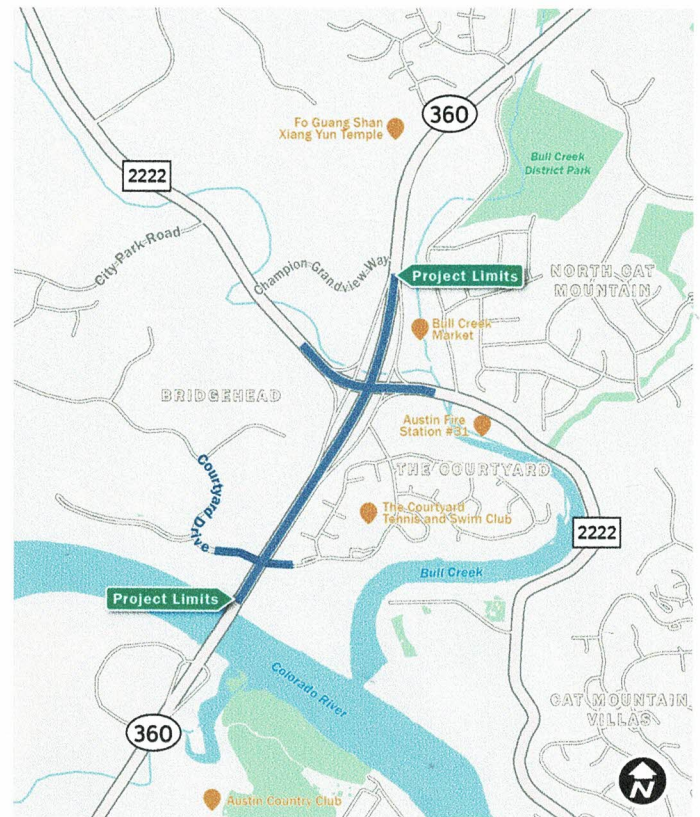 Fo Guang Shan
Xiang Yun Temple
360
2222
Bull Creek
District Park
City Park Road
Champion Grandview Way
Project Limits
NORTH CAT
MOUNTAIN
Bull Creek
Market
BRIDGEHEAD
Austin Fire
Station #31
THE COURTYARD
Courtyard Drive
The Courtyard
Tennis and Swim Club
2222
Bull Creek
Project Limits
Colorado River
CAT MOUNTAIN
VILLAS
360
N
Austin Country Club